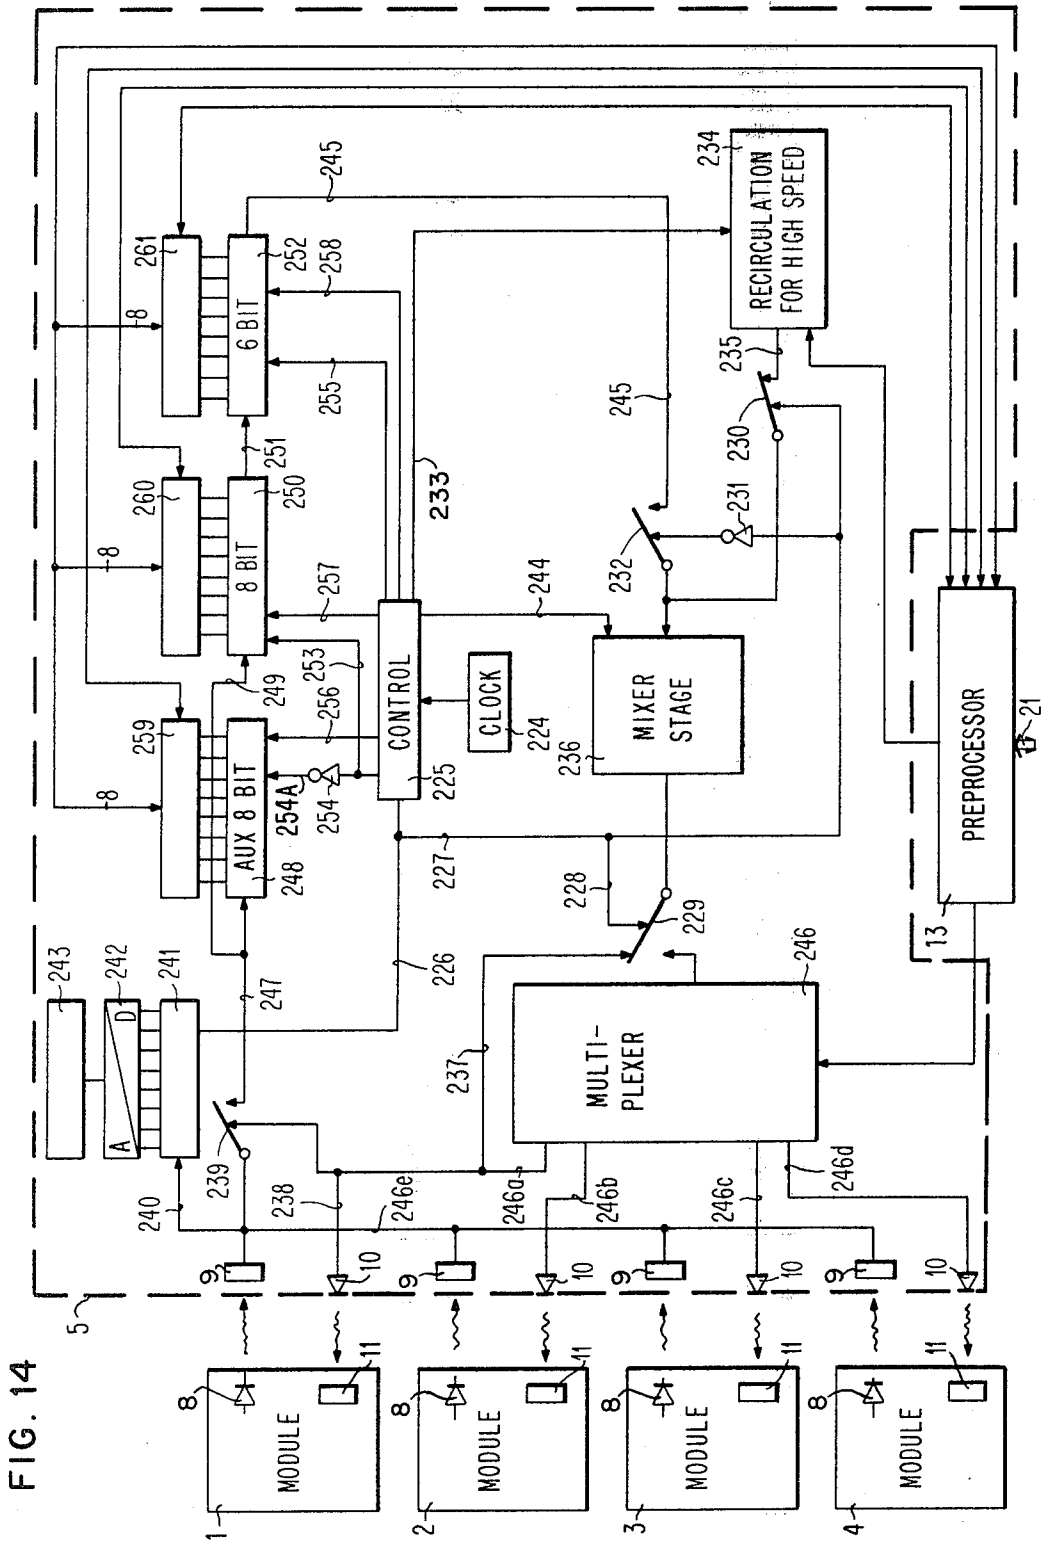 FIG. 14
5
243
A D
242
241
240
239
238
247
237
226
246e
246a
246b
246c
246d
9
10
9
10
9
10
9
10
1
MODULE
8
11
2
MODULE
8
11
3
MODULE
8
11
4
MODULE
8
11
MULTI-
PLEXER
246
8
259
AUX 8 BIT
248
249
254A
254
256
253
257
8
260
8 BIT
250
251
8
261
6 BIT
252
255
258
245
CONTROL
225
CLOCK
224
233
244
227
228
229
MIXER
STAGE
236
232
231
230
245
235
234
RECIRCULATION
FOR HIGH SPEED
13
PREPROCESSOR
21